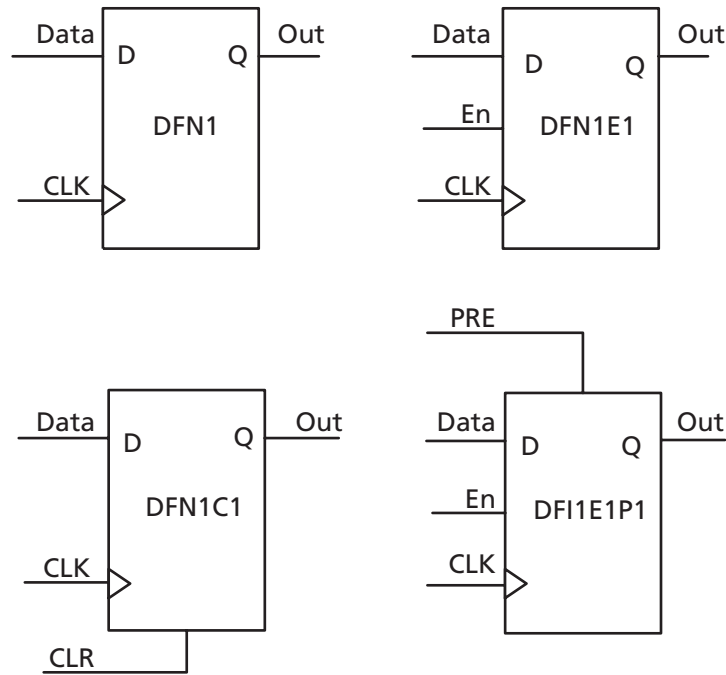 Data
D
Q
Out
DFN1
CLK
Data
D
Q
Out
En
DFN1E1
CLK
Data
D
Q
Out
DFN1C1
CLK
CLR
PRE
Data
D
Q
Out
En
DFI1E1P1
CLK